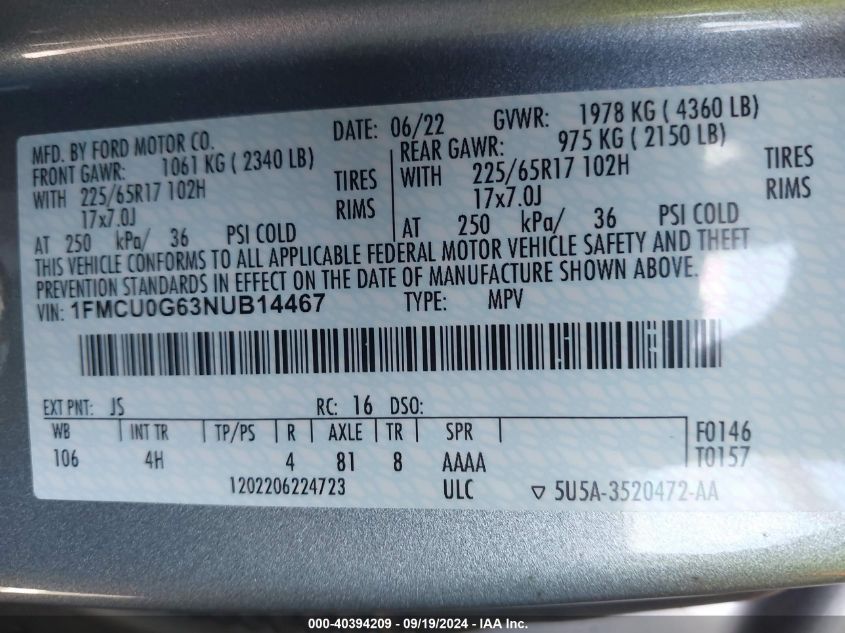 MFD. BY FORD MOTOR CO. DATE: 06/22 GVWR: 1978 KG ( 4360 LB)
FRONT GAWR: 1061 KG ( 2340 LB) REAR GAWR: 975 KG ( 2150 LB)
WITH 225/65R17 102H TIRES WITH 225/65R17 102H TIRES
17x7.0J RIMS 17x7.0J RIMS
AT 250 kPa/ 36 PSI COLD AT 250 kPa/ 36 PSI COLD
THIS VEHICLE CONFORMS TO ALL APPLICABLE FEDERAL MOTOR VEHICLE SAFETY AND THEFT
PREVENTION STANDARDS IN EFFECT ON THE DATE OF MANUFACTURE SHOWN ABOVE.
VIN: 1FMCU0G63NUB14467 TYPE: MPV
EXT PNT: JS RC: 16 DSO:
WB INT TR TP/PS R AXLE TR SPR F0146
106 4H 4 81 8 AAAA T0157
1202206224723 ULC ▽ 5U5A-3520472-AA
000-40394209 - 09/19/2024 - IAA Inc.